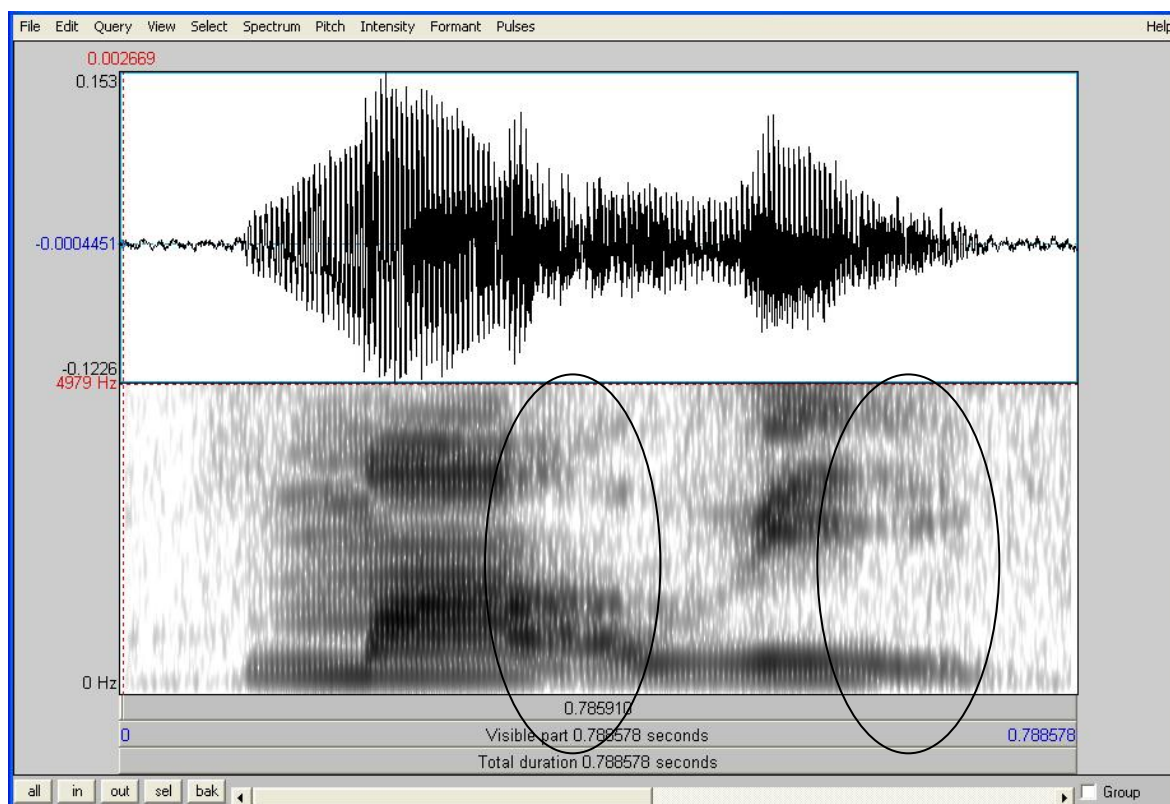 File Edit Query View Select Spectrum Pitch Intensity Formant Pulses Help
0.002669
0.153
-0.0004451
-0.1226
4979 Hz
0 Hz
0.785910
0 Visible part 0.788578 seconds 0.788578
Total duration 0.788578 seconds
all in out sel bak Group